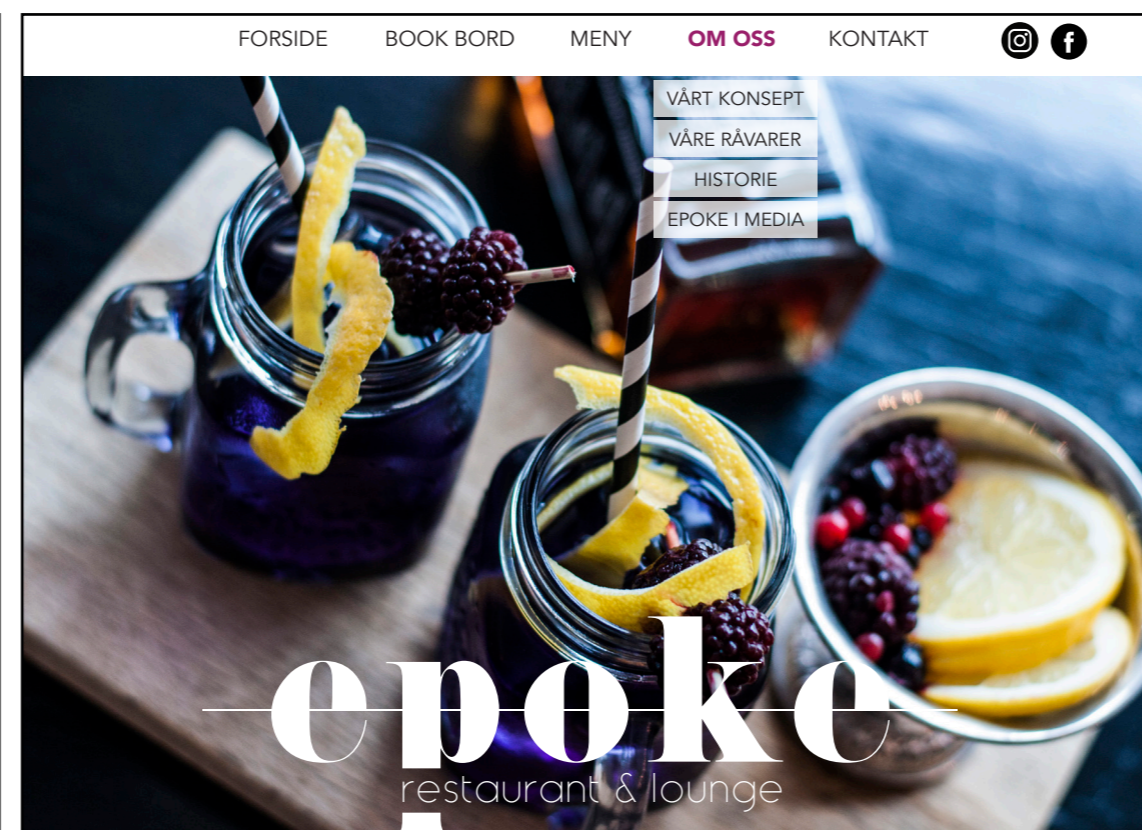 FORSIDE BOOK BORD MENY OM OSS KONTAKT
VÅRT KONSEPT
VÅRE RÅVARER
HISTORIE
EPOKE I MEDIA
epoke
restaurant & lounge